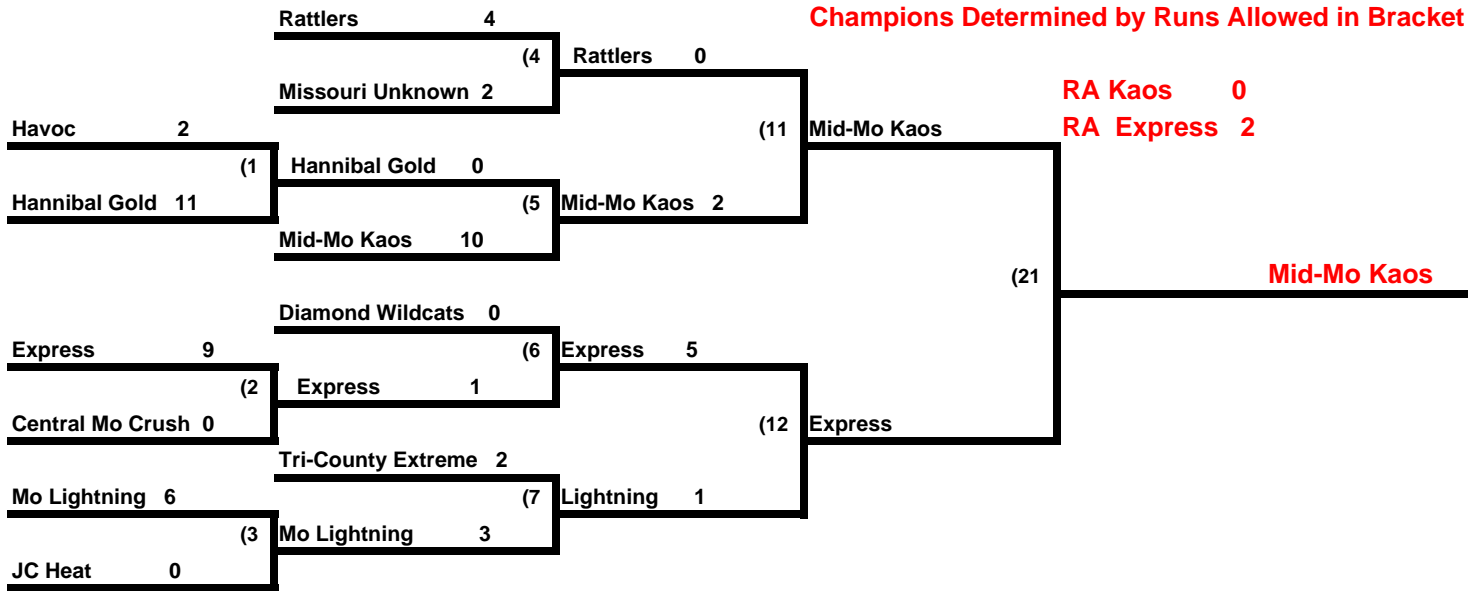 Rattlers 4
Champions Determined by Runs Allowed in Bracket
(4 Rattlers 0
Missouri Unknown 2
RA Kaos 0
Havoc 2
(11 Mid-Mo Kaos
RA Express 2
(1 Hannibal Gold 0
Hannibal Gold 11
(5 Mid-Mo Kaos 2
Mid-Mo Kaos 10
(21 Mid-Mo Kaos
Diamond Wildcats 0
Express 9
(6 Express 5
(2 Express 1
Central Mo Crush 0
(12 Express
Tri-County Extreme 2
Mo Lightning 6
(7 Lightning 1
(3 Mo Lightning 3
JC Heat 0